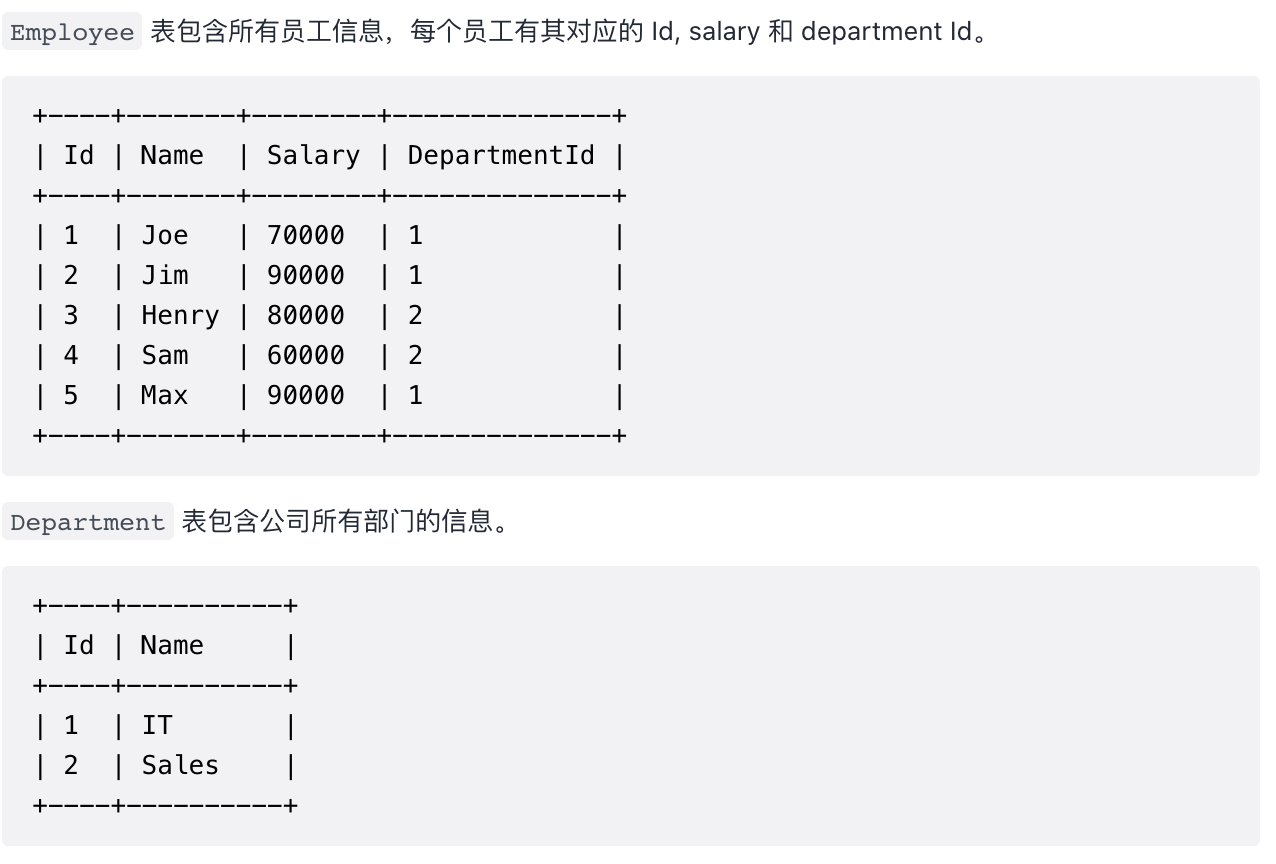 Employee 表包含所有员工信息，每个员工有其对应的 Id, salary 和 department Id。
+----+-------+--------+--------------+
| Id | Name  | Salary | DepartmentId |
+----+-------+--------+--------------+
| 1  | Joe   | 70000  | 1            |
| 2  | Jim   | 90000  | 1            |
| 3  | Henry | 80000  | 2            |
| 4  | Sam   | 60000  | 2            |
| 5  | Max   | 90000  | 1            |
+----+-------+--------+--------------+
Department 表包含公司所有部门的信息。
+----+----------+
| Id | Name     |
+----+----------+
| 1  | IT       |
| 2  | Sales    |
+----+----------+